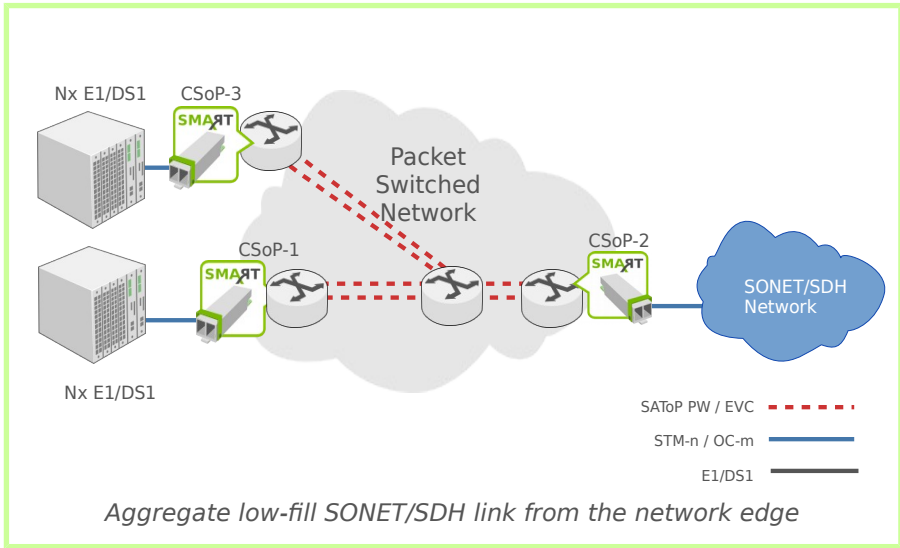 Nx E1/DS1
CSoP-3
SMART
Packet
Switched
Network
CSoP-1
SMART
CSoP-2
SMART
SONET/SDH
Network
Nx E1/DS1
SAToP PW / EVC
STM-n / OC-m
E1/DS1
Aggregate low-fill SONET/SDH link from the network edge